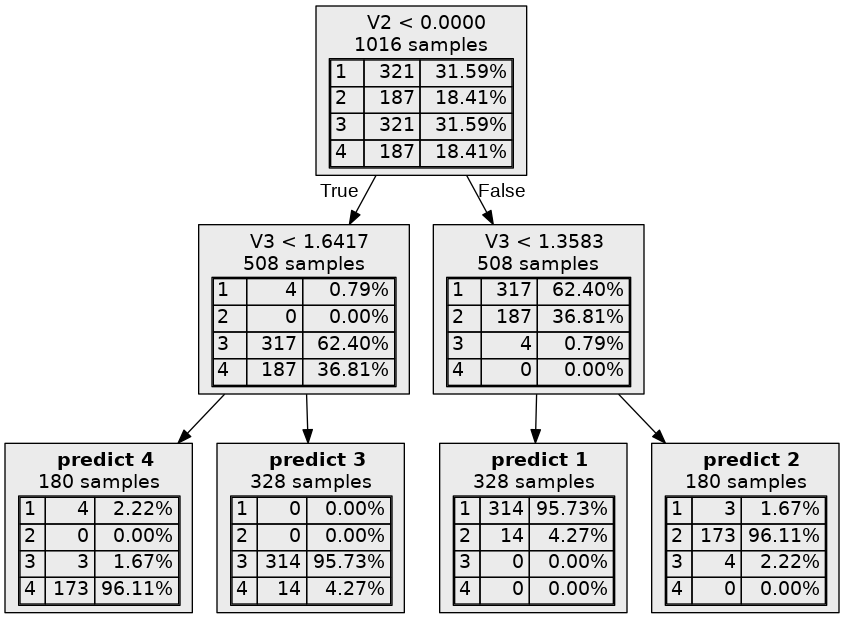 V2 < 0.0000
1016 samples
1 321 31.59%
2 187 18.41%
3 321 31.59%
4 187 18.41%
True
False
V3 < 1.6417
508 samples
1 4 0.79%
2 0 0.00%
3 317 62.40%
4 187 36.81%
V3 < 1.3583
508 samples
1 317 62.40%
2 187 36.81%
3 4 0.79%
4 0 0.00%
predict 4
180 samples
1 4 2.22%
2 0 0.00%
3 3 1.67%
4 173 96.11%
predict 3
328 samples
1 0 0.00%
2 0 0.00%
3 314 95.73%
4 14 4.27%
predict 1
328 samples
1 314 95.73%
2 14 4.27%
3 0 0.00%
4 0 0.00%
predict 2
180 samples
1 3 1.67%
2 173 96.11%
3 4 2.22%
4 0 0.00%